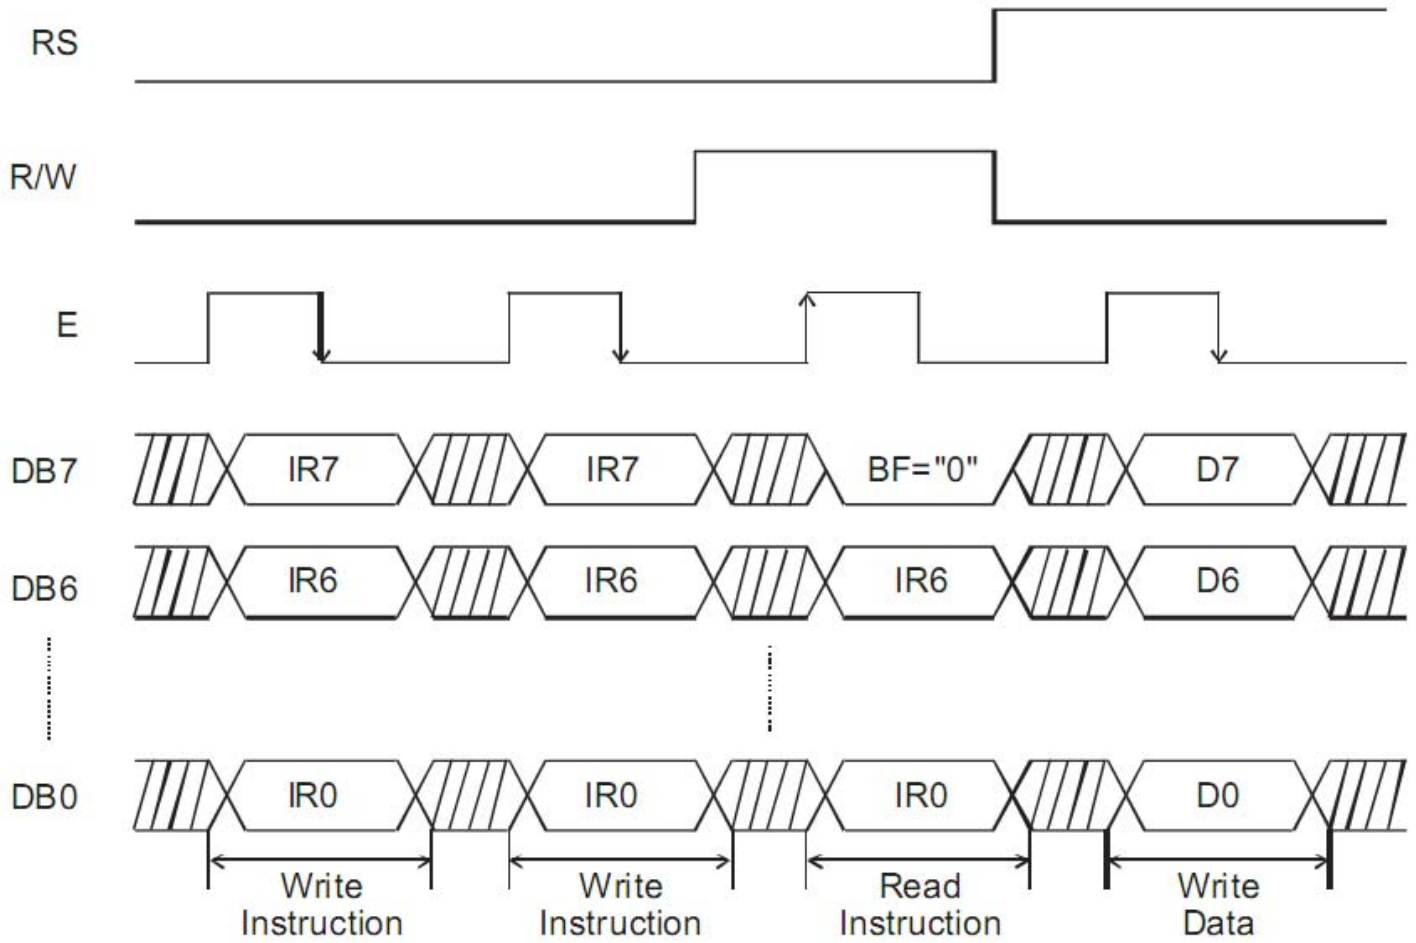 RS
R/W
E
DB7 IR7 IR7 BF="0" D7
DB6 IR6 IR6 IR6 D6
DB0 IR0 IR0 IR0 D0
Write Write Read Write
Instruction Instruction Instruction Data